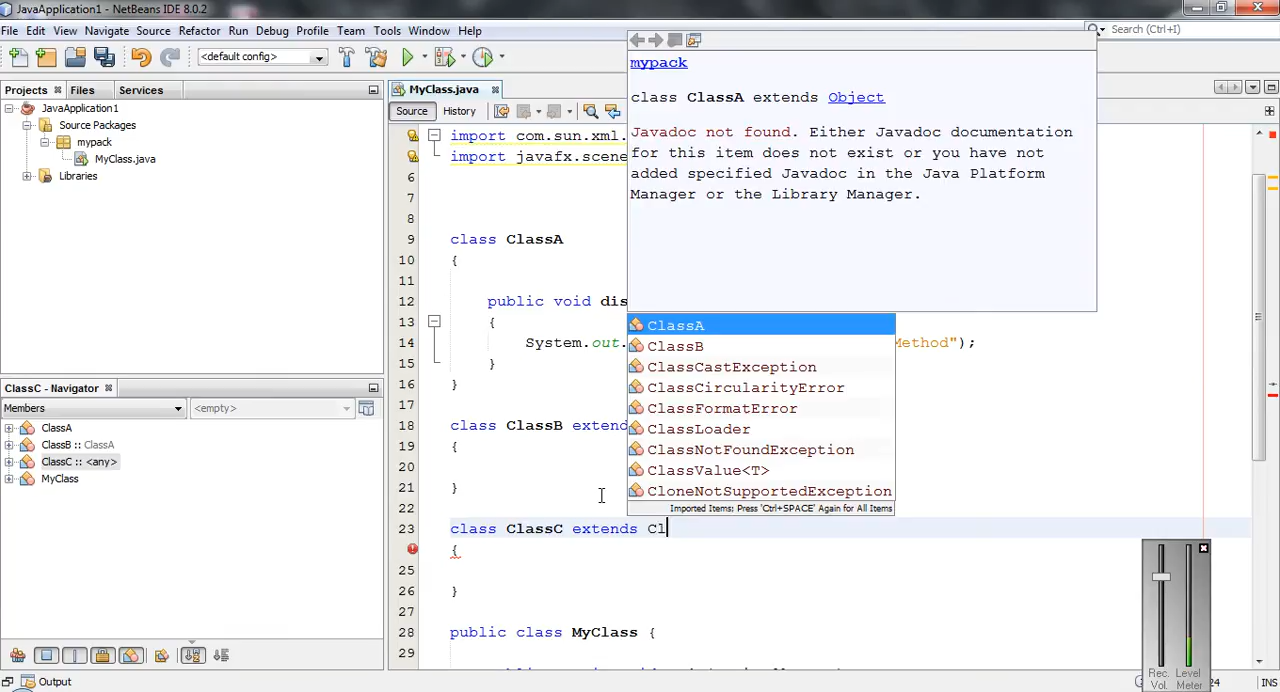 JavaApplication1 - NetBeans IDE 8.0.2
File Edit View Navigate Source Refactor Run Debug Profile Team Tools Window Help
Search (Ctrl+I)
<default config>
Projects Files Services
JavaApplication1
Source Packages
mypack
MyClass.java
Libraries
MyClass.java
Source History
import com.sun.xml.
import javafx.scene
6
7
8
9 class ClassA
10 {
11
12 public void dis
13 {
14 System.out. Method");
15 }
16 }
17
18 class ClassB extend
19 {
20
21 }
22
23 class ClassC extends Cl
{
25
26 }
27
28 public class MyClass {
29
mypack
class ClassA extends Object
Javadoc not found. Either Javadoc documentation
for this item does not exist or you have not
added specified Javadoc in the Java Platform
Manager or the Library Manager.
ClassA
ClassB
ClassCastException
ClassCircularityError
ClassFormatError
ClassLoader
ClassNotFoundException
ClassValue<T>
CloneNotSupportedException
Imported Items: Press 'Ctrl+SPACE' Again for All Items
ClassC - Navigator
Members <empty>
ClassA
ClassB :: ClassA
ClassC :: <any>
MyClass
Output
Rec. Level
Vol. Meter
24 INS